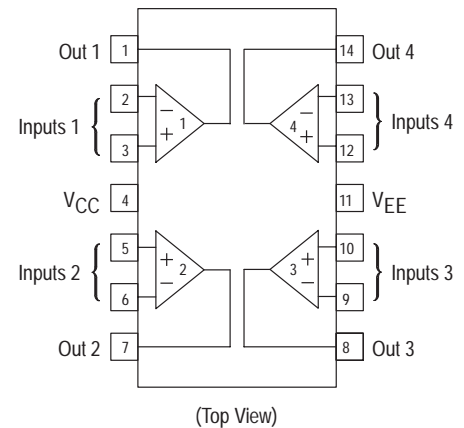 Out 1 1 14 Out 4
2 − − 13
Inputs 1 { 1 4 } Inputs 4
3 + + 12
VCC 4 11 VEE
5 + + 10
Inputs 2 { 2 3 } Inputs 3
6 − − 9
Out 2 7 8 Out 3
(Top View)